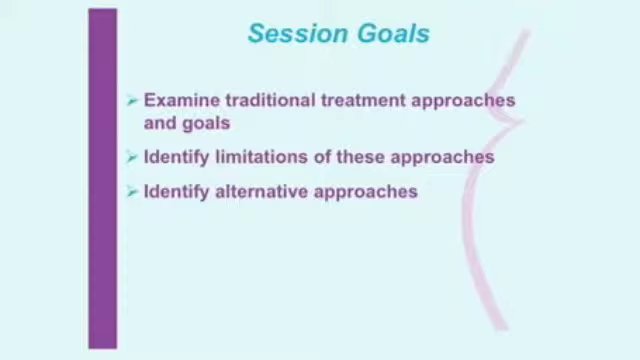 Session Goals
Examine traditional treatment approaches
and goals
Identify limitations of these approaches
Identify alternative approaches